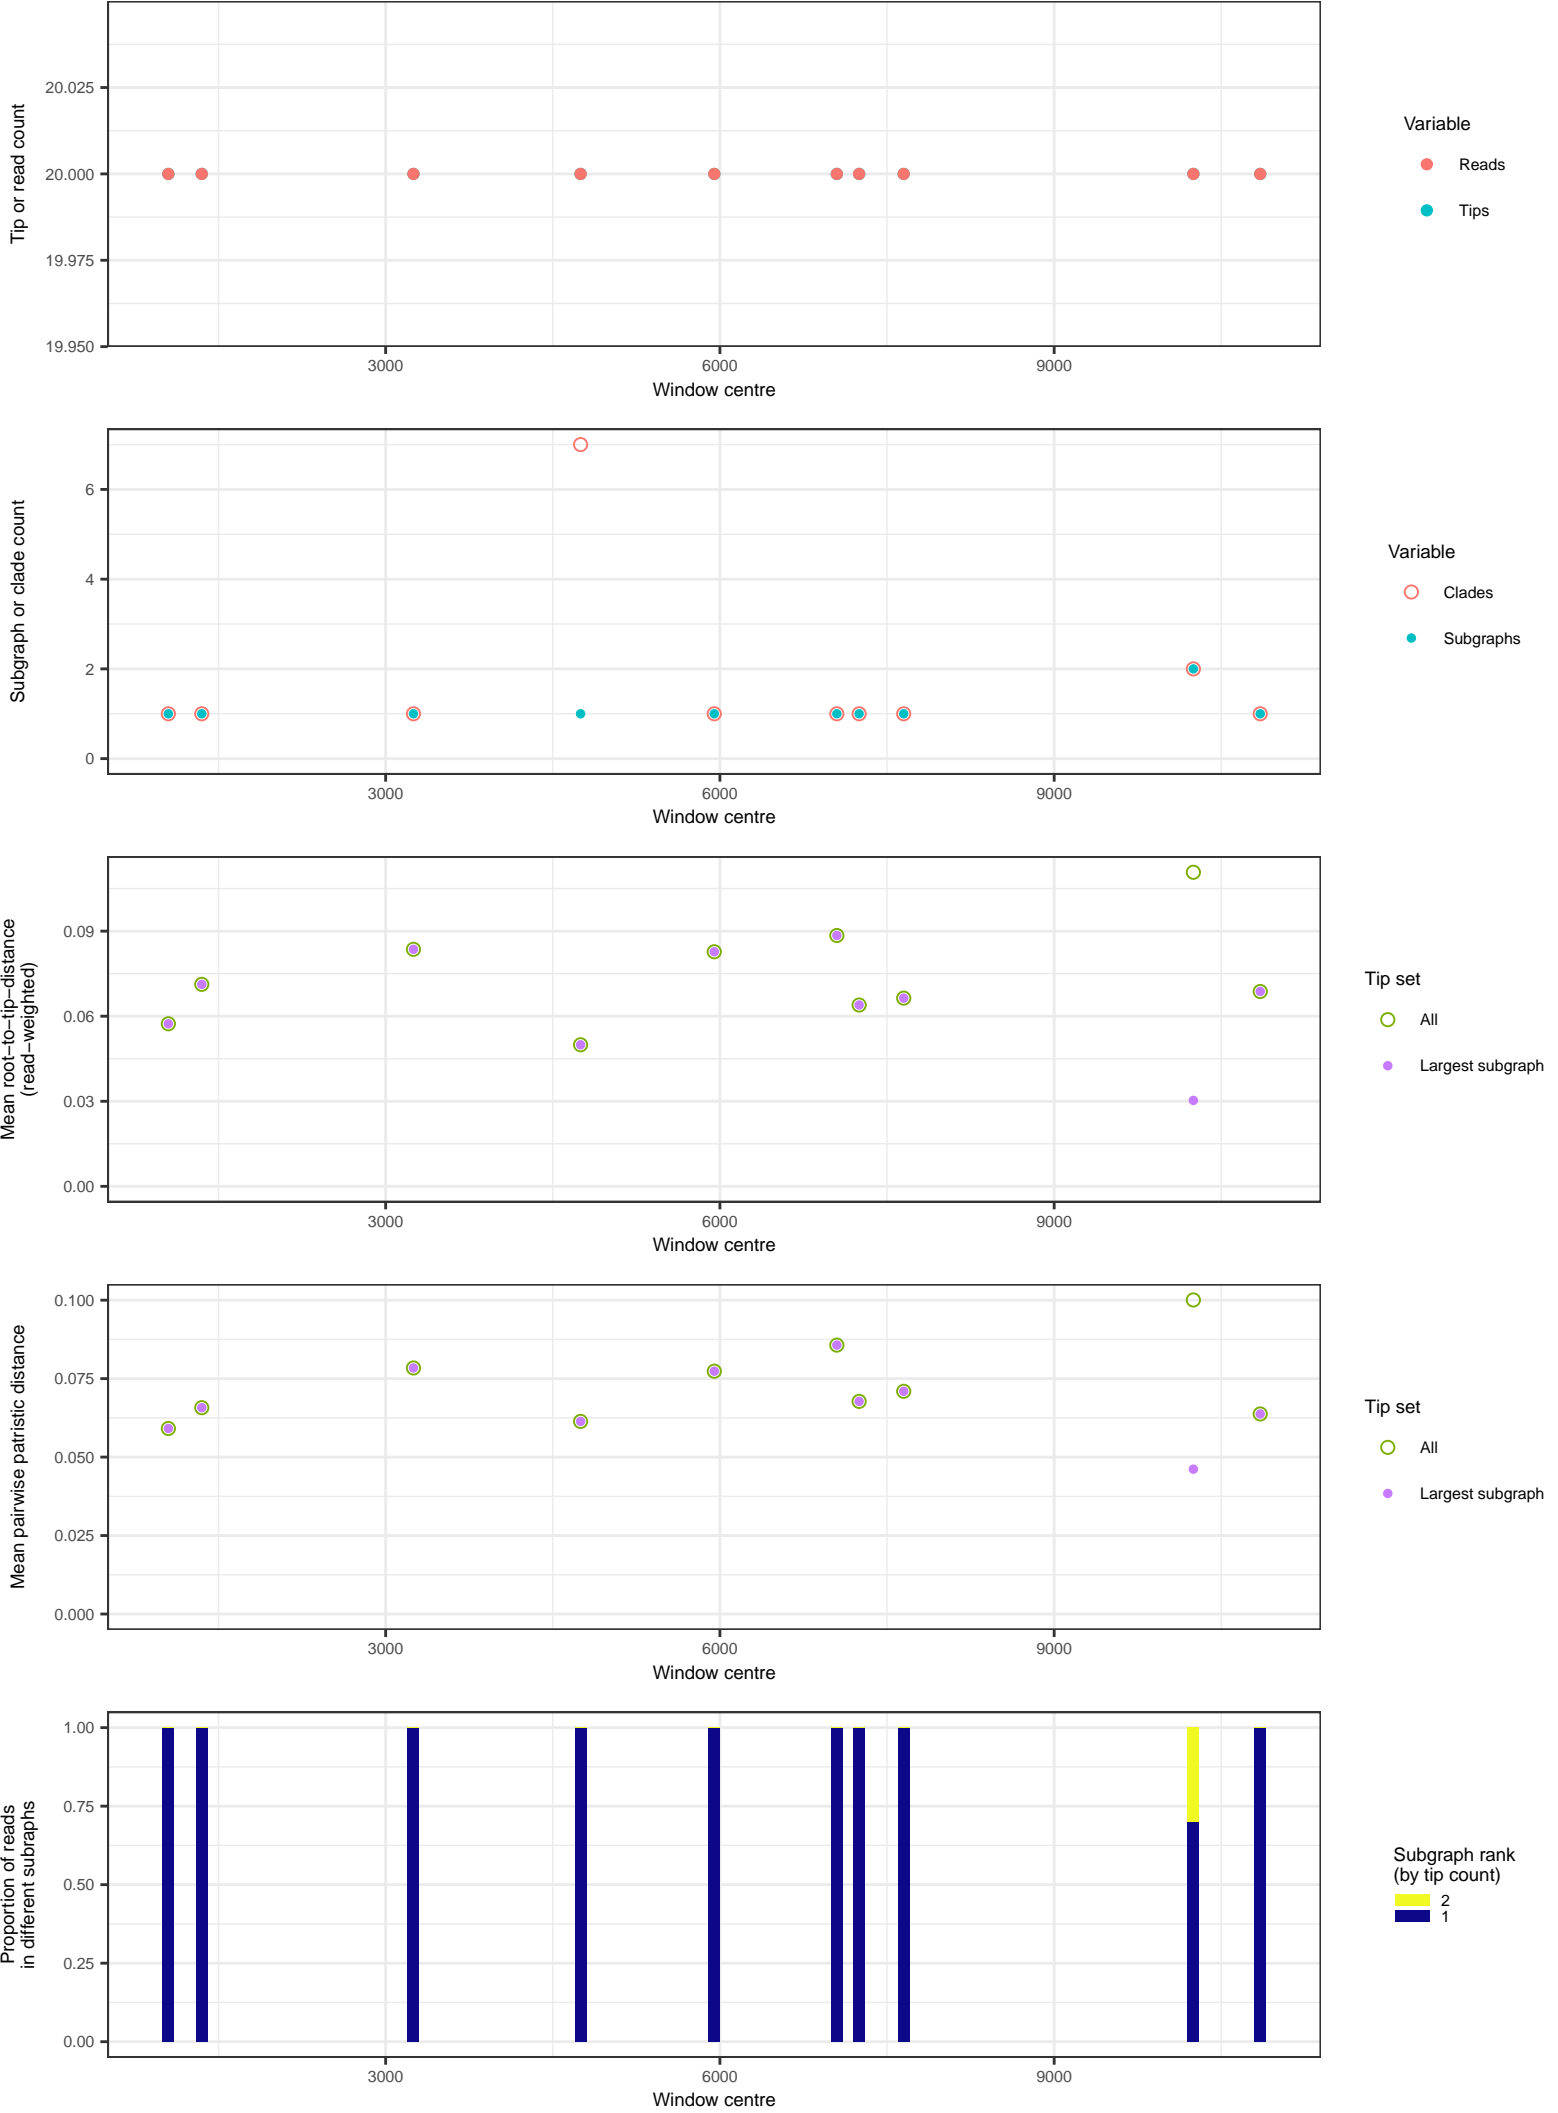 Tip or read count
20.025
20.000
19.975
19.950
3000
6000
9000
Window centre
Variable
Reads
Tips
Subgraph or clade count
6
4
2
0
3000
6000
9000
Window centre
Variable
Clades
Subgraphs
Mean root−to−tip−distance
(read−weighted)
0.09
0.06
0.03
0.00
3000
6000
9000
Window centre
Tip set
All
Largest subgraph
Mean pairwise patristic distance
0.100
0.075
0.050
0.025
0.000
3000
6000
9000
Window centre
Tip set
All
Largest subgraph
Proportion of reads
in different subraphs
1.00
0.75
0.50
0.25
0.00
3000
6000
9000
Window centre
Subgraph rank
(by tip count)
2
1